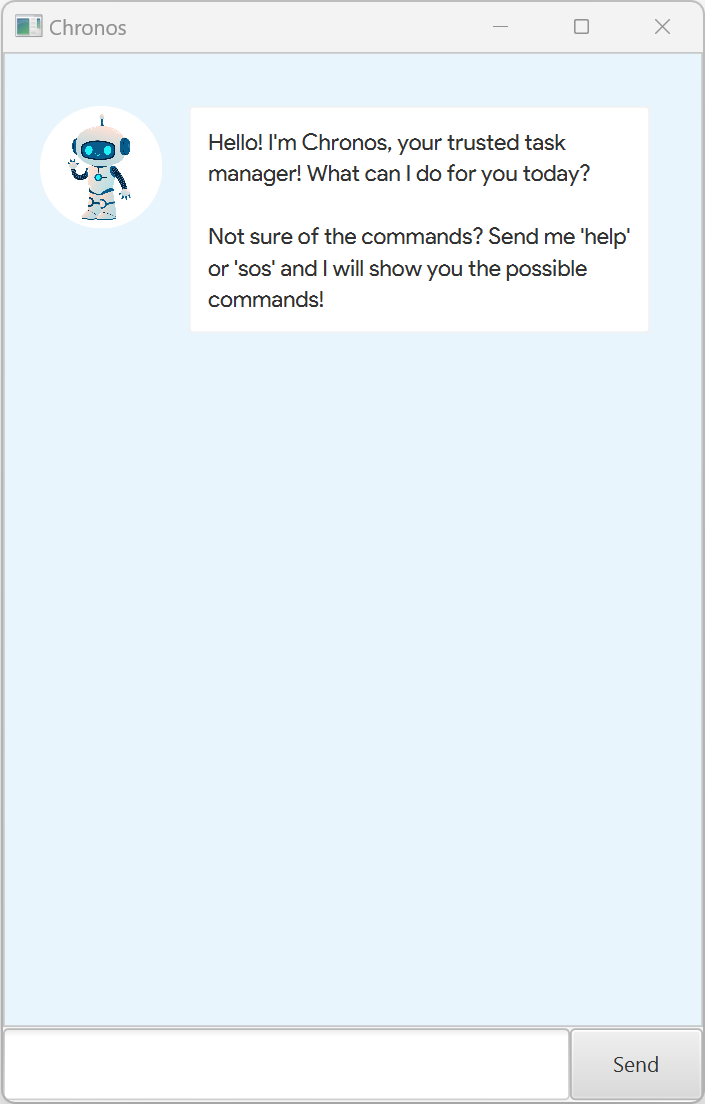 Chronos
Hello! I'm Chronos, your trusted task
manager! What can I do for you today?
Not sure of the commands? Send me 'help'
or 'sos' and I will show you the possible
commands!
Send